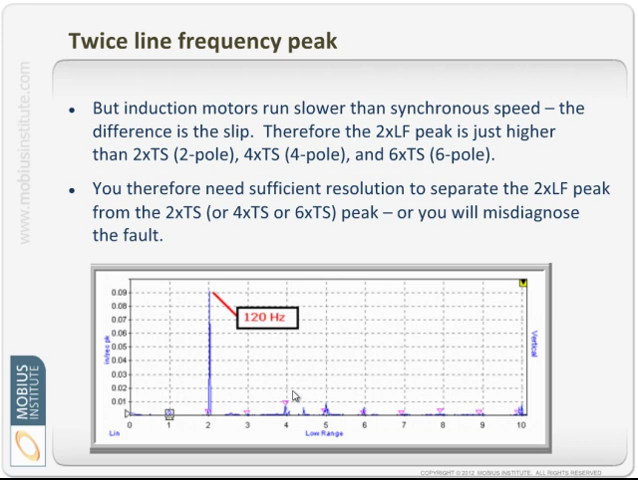 Twice line frequency peak
• But induction motors run slower than synchronous speed – the
difference is the slip. Therefore the 2xLF peak is just higher
than 2xTS (2-pole), 4xTS (4-pole), and 6xTS (6-pole).
• You therefore need sufficient resolution to separate the 2xLF peak
from the 2xTS (or 4xTS or 6xTS) peak – or you will misdiagnose
the fault.
www.mobiusinstitute.com
MOBIUS
INSTITUTE
0.09
0.08
0.07
0.06
0.05
0.04
0.03
0.02
0.01
in/sec pk
120 Hz
Vertical
0 1 2 3 4 5 6 7 8 9 10
Lin
Low Range
COPYRIGHT © 2012 MOBIUS INSTITUTE. ALL RIGHTS RESERVED